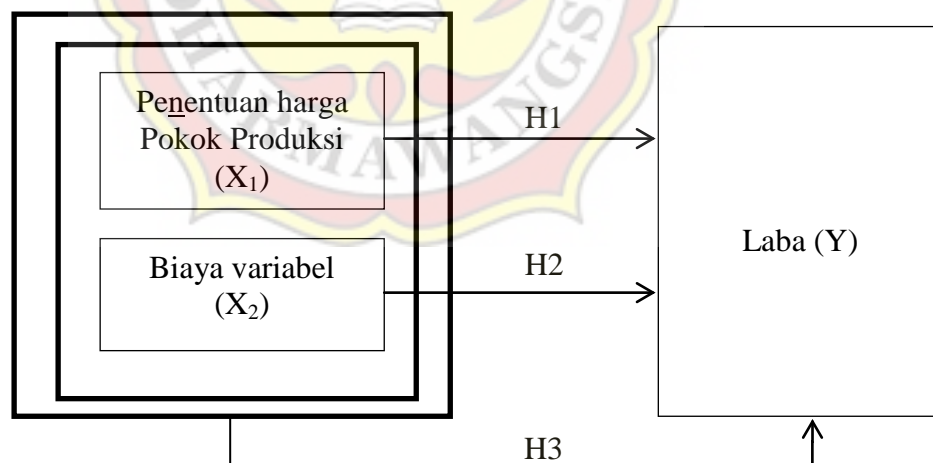 Penentuan harga
Pokok Produksi
(X₁)
H1
Biaya variabel
(X₂)
H2
Laba (Y)
H3